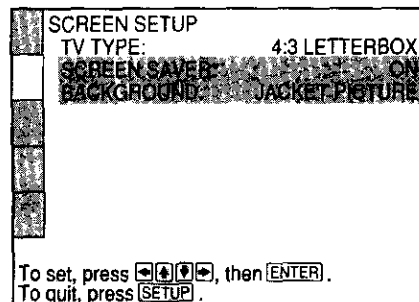 SCREEN SETUP
TV TYPE: 4:3 LETTERBOX
SCREEN SAVER: ON
BACKGROUND: JACKET PICTURE
To set, press ←↑↓→, then ENTER.
To quit, press SETUP.